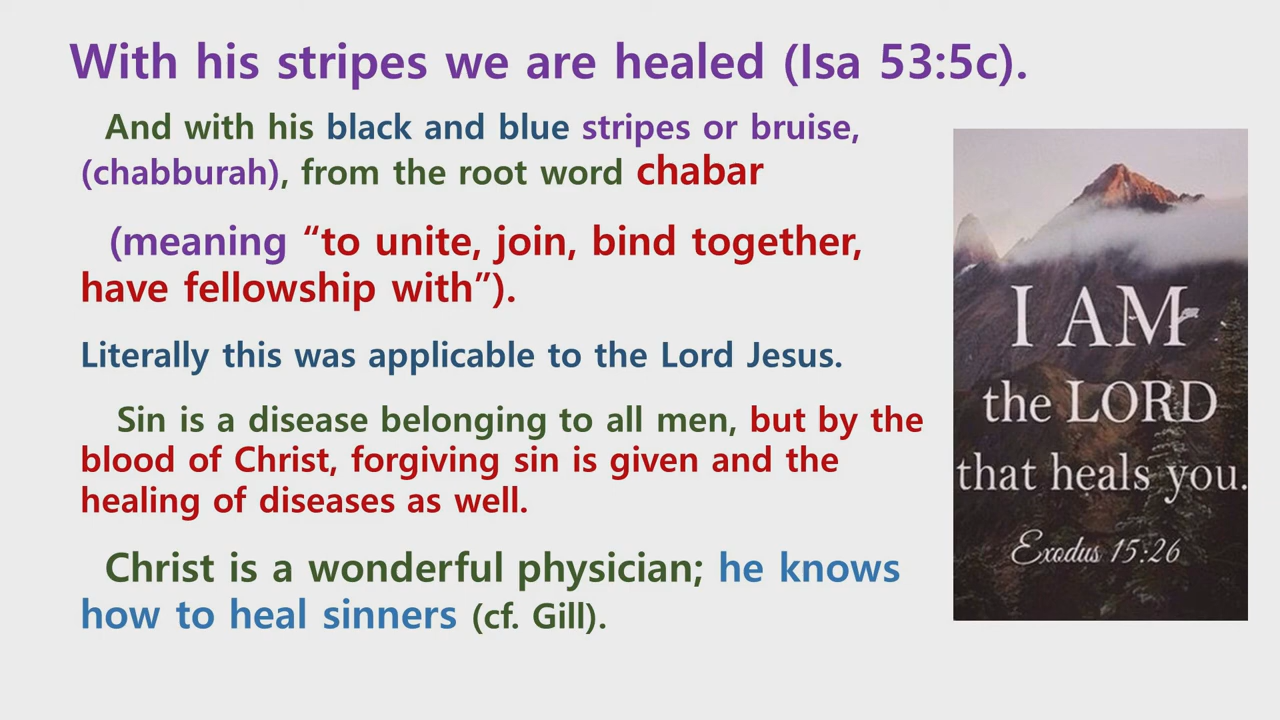 With his stripes we are healed (Isa 53:5c).
And with his black and blue stripes or bruise,
(chabburah), from the root word chabar
(meaning “to unite, join, bind together,
have fellowship with”).
Literally this was applicable to the Lord Jesus.
Sin is a disease belonging to all men, but by the
blood of Christ, forgiving sin is given and the
healing of diseases as well.
Christ is a wonderful physician; he knows
how to heal sinners (cf. Gill).
I AM
the LORD
that heals you.
Exodus 15:26